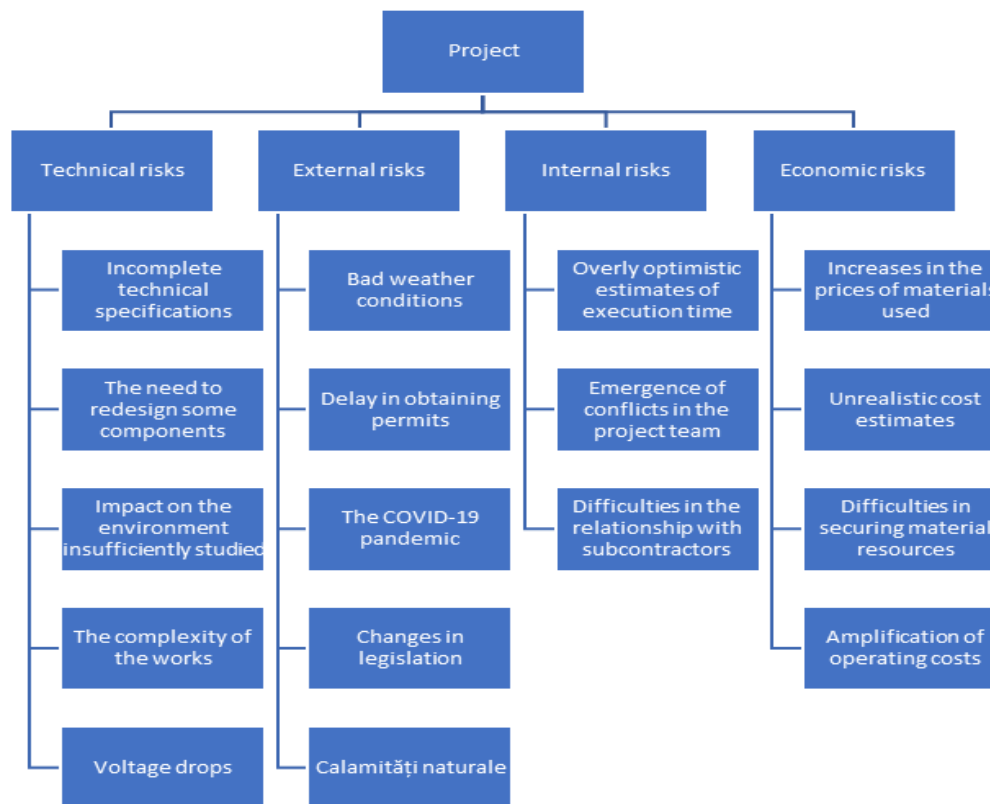 Project
Technical risks
External risks
Internal risks
Economic risks
Incomplete
technical
specifications
The need to
redesign some
components
Impact on the
environment
insufficiently studied
The complexity of
the works
Voltage drops
Bad weather
conditions
Delay in obtaining
permits
The COVID-19
pandemic
Changes in
legislation
Calamități naturale
Overly optimistic
estimates of
execution time
Emergence of
conflicts in the
project team
Difficulties in the
relationship with
subcontractors
Increases in the
prices of materials
used
Unrealistic cost
estimates
Difficulties in
securing material
resources
Amplification of
operating costs